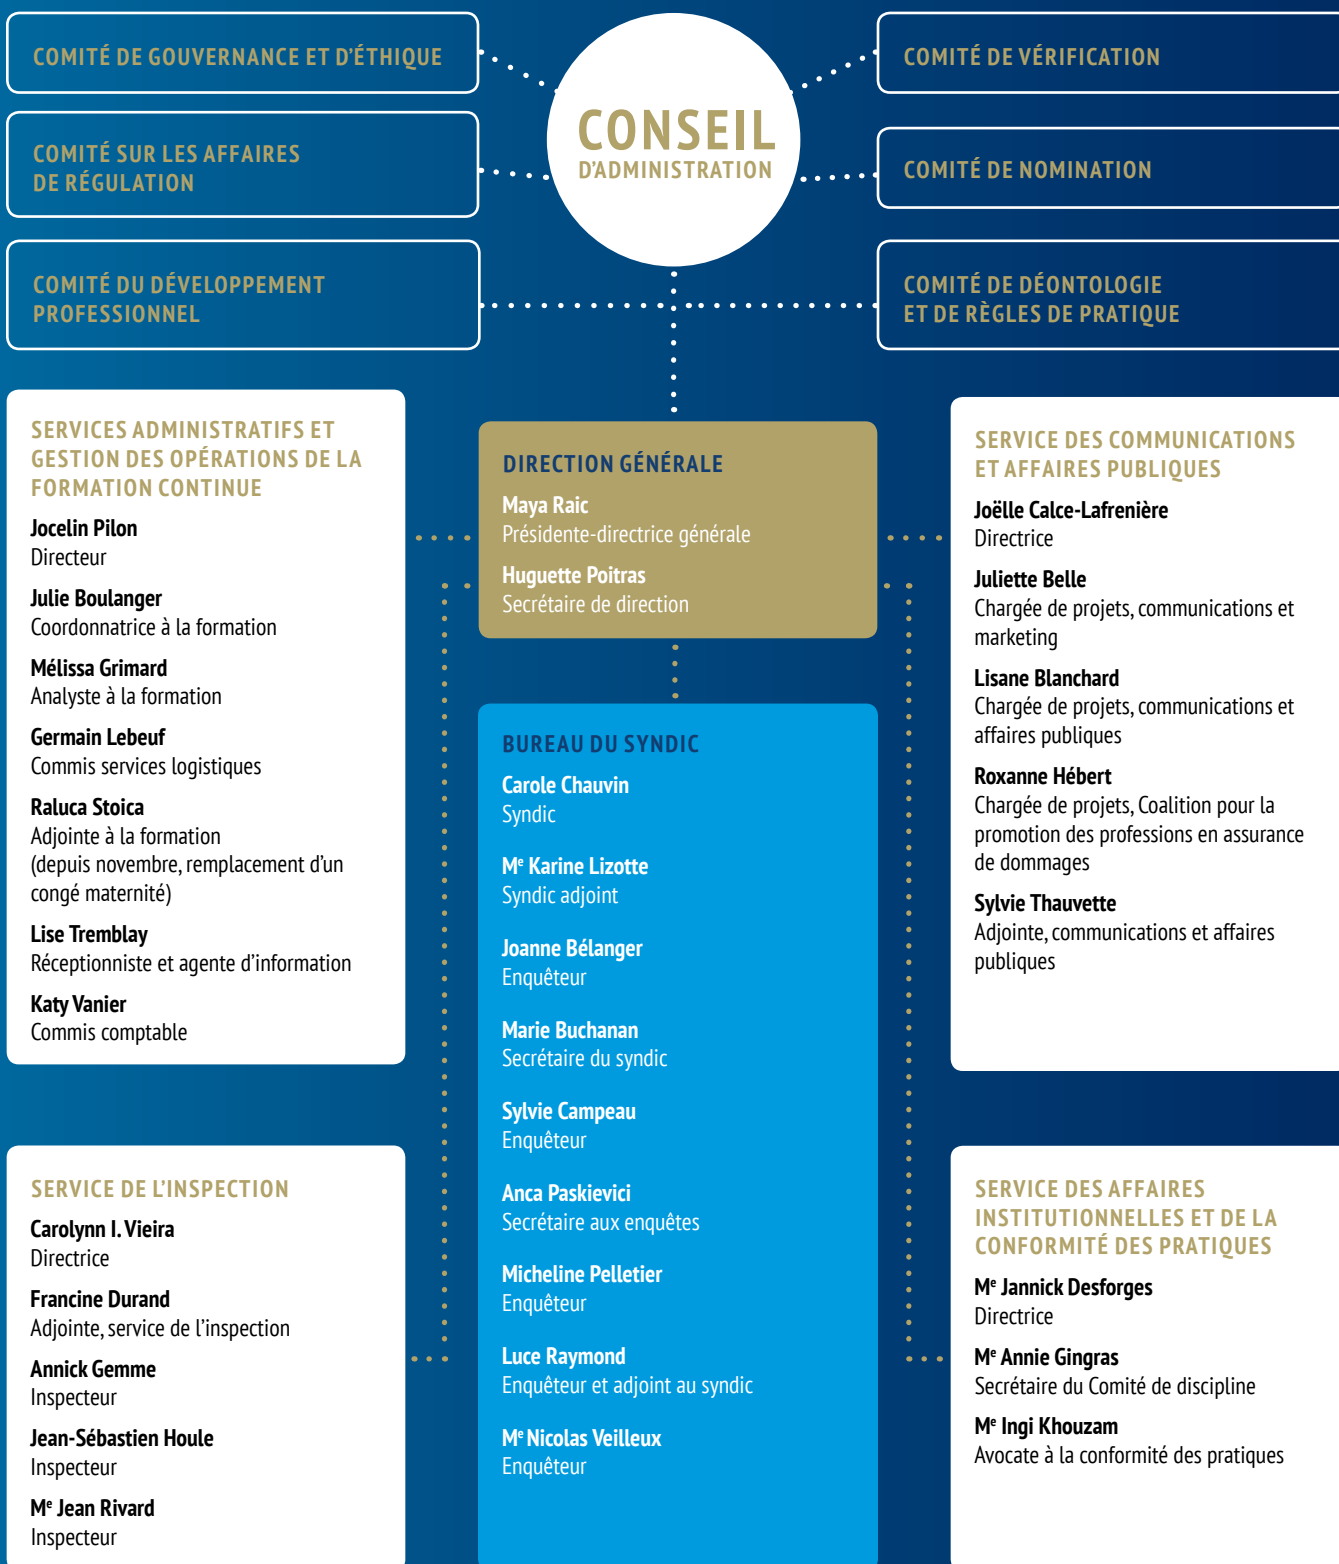 COMITÉ DE GOUVERNANCE ET D'ÉTHIQUE
COMITÉ SUR LES AFFAIRES
DE RÉGULATION
COMITÉ DU DÉVELOPPEMENT
PROFESSIONNEL
CONSEIL
D'ADMINISTRATION
COMITÉ DE VÉRIFICATION
COMITÉ DE NOMINATION
COMITÉ DE DÉONTOLOGIE
ET DE RÈGLES DE PRATIQUE
SERVICES ADMINISTRATIFS ET
GESTION DES OPÉRATIONS DE LA
FORMATION CONTINUE
Jocelin Pilon
Directeur
Julie Boulanger
Coordonnatrice à la formation
Mélissa Grimard
Analyste à la formation
Germain Lebeuf
Commis services logistiques
Raluca Stoica
Adjointe à la formation
(depuis novembre, remplacement d'un
congé maternité)
Lise Tremblay
Réceptionniste et agente d'information
Katy Vanier
Commis comptable
DIRECTION GÉNÉRALE
Maya Raic
Présidente-directrice générale
Huguette Poitras
Secrétaire de direction
SERVICE DES COMMUNICATIONS
ET AFFAIRES PUBLIQUES
Joëlle Calce-Lafrenière
Directrice
Juliette Belle
Chargée de projets, communications et
marketing
Lisane Blanchard
Chargée de projets, communications et
affaires publiques
Roxanne Hébert
Chargée de projets, Coalition pour la
promotion des professions en assurance
de dommages
Sylvie Thauvette
Adjointe, communications et affaires
publiques
BUREAU DU SYNDIC
Carole Chauvin
Syndic
Me Karine Lizotte
Syndic adjoint
Joanne Bélanger
Enquêteur
Marie Buchanan
Secrétaire du syndic
Sylvie Campeau
Enquêteur
Anca Paskievici
Secrétaire aux enquêtes
Micheline Pelletier
Enquêteur
Luce Raymond
Enquêteur et adjoint au syndic
Me Nicolas Veilleux
Enquêteur
SERVICE DE L'INSPECTION
Carolynn I. Vieira
Directrice
Francine Durand
Adjointe, service de l'inspection
Annick Gemme
Inspecteur
Jean-Sébastien Houle
Inspecteur
Me Jean Rivard
Inspecteur
SERVICE DES AFFAIRES
INSTITUTIONNELLES ET DE LA
CONFORMITÉ DES PRATIQUES
Me Jannick Desforges
Directrice
Me Annie Gingras
Secrétaire du Comité de discipline
Me Ingi Khouzam
Avocate à la conformité des pratiques